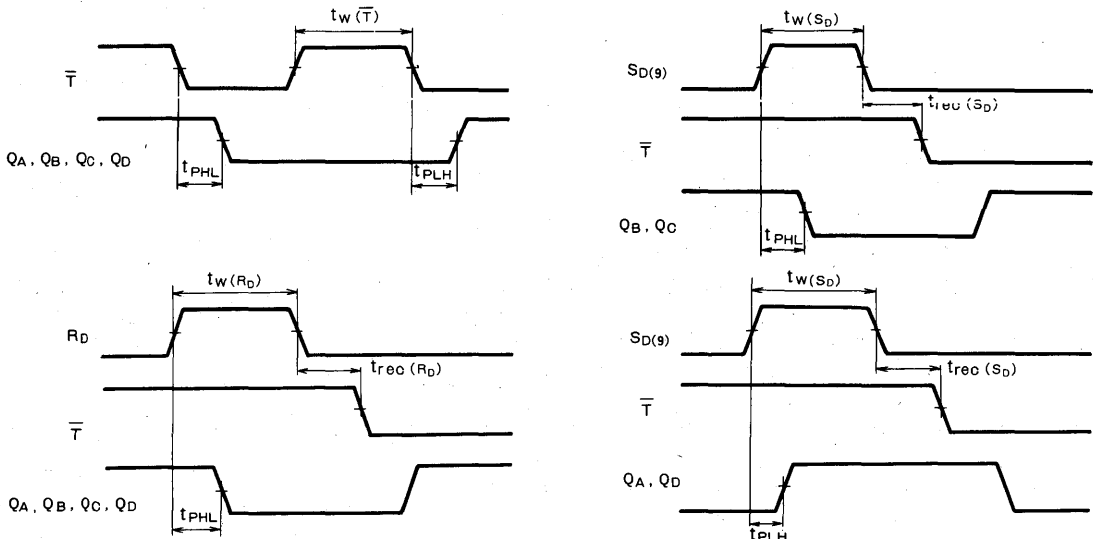 tW(T̅)
T̅
QA, QB, QC, QD
tPHL
tPLH
tW(SD)
SD(9)
trec(SD)
T̅
QB, QC
tPHL
tW(RD)
RD
trec(RD)
T̅
QA, QB, QC, QD
tPHL
tW(SD)
SD(9)
trec(SD)
T̅
QA, QD
tPLH